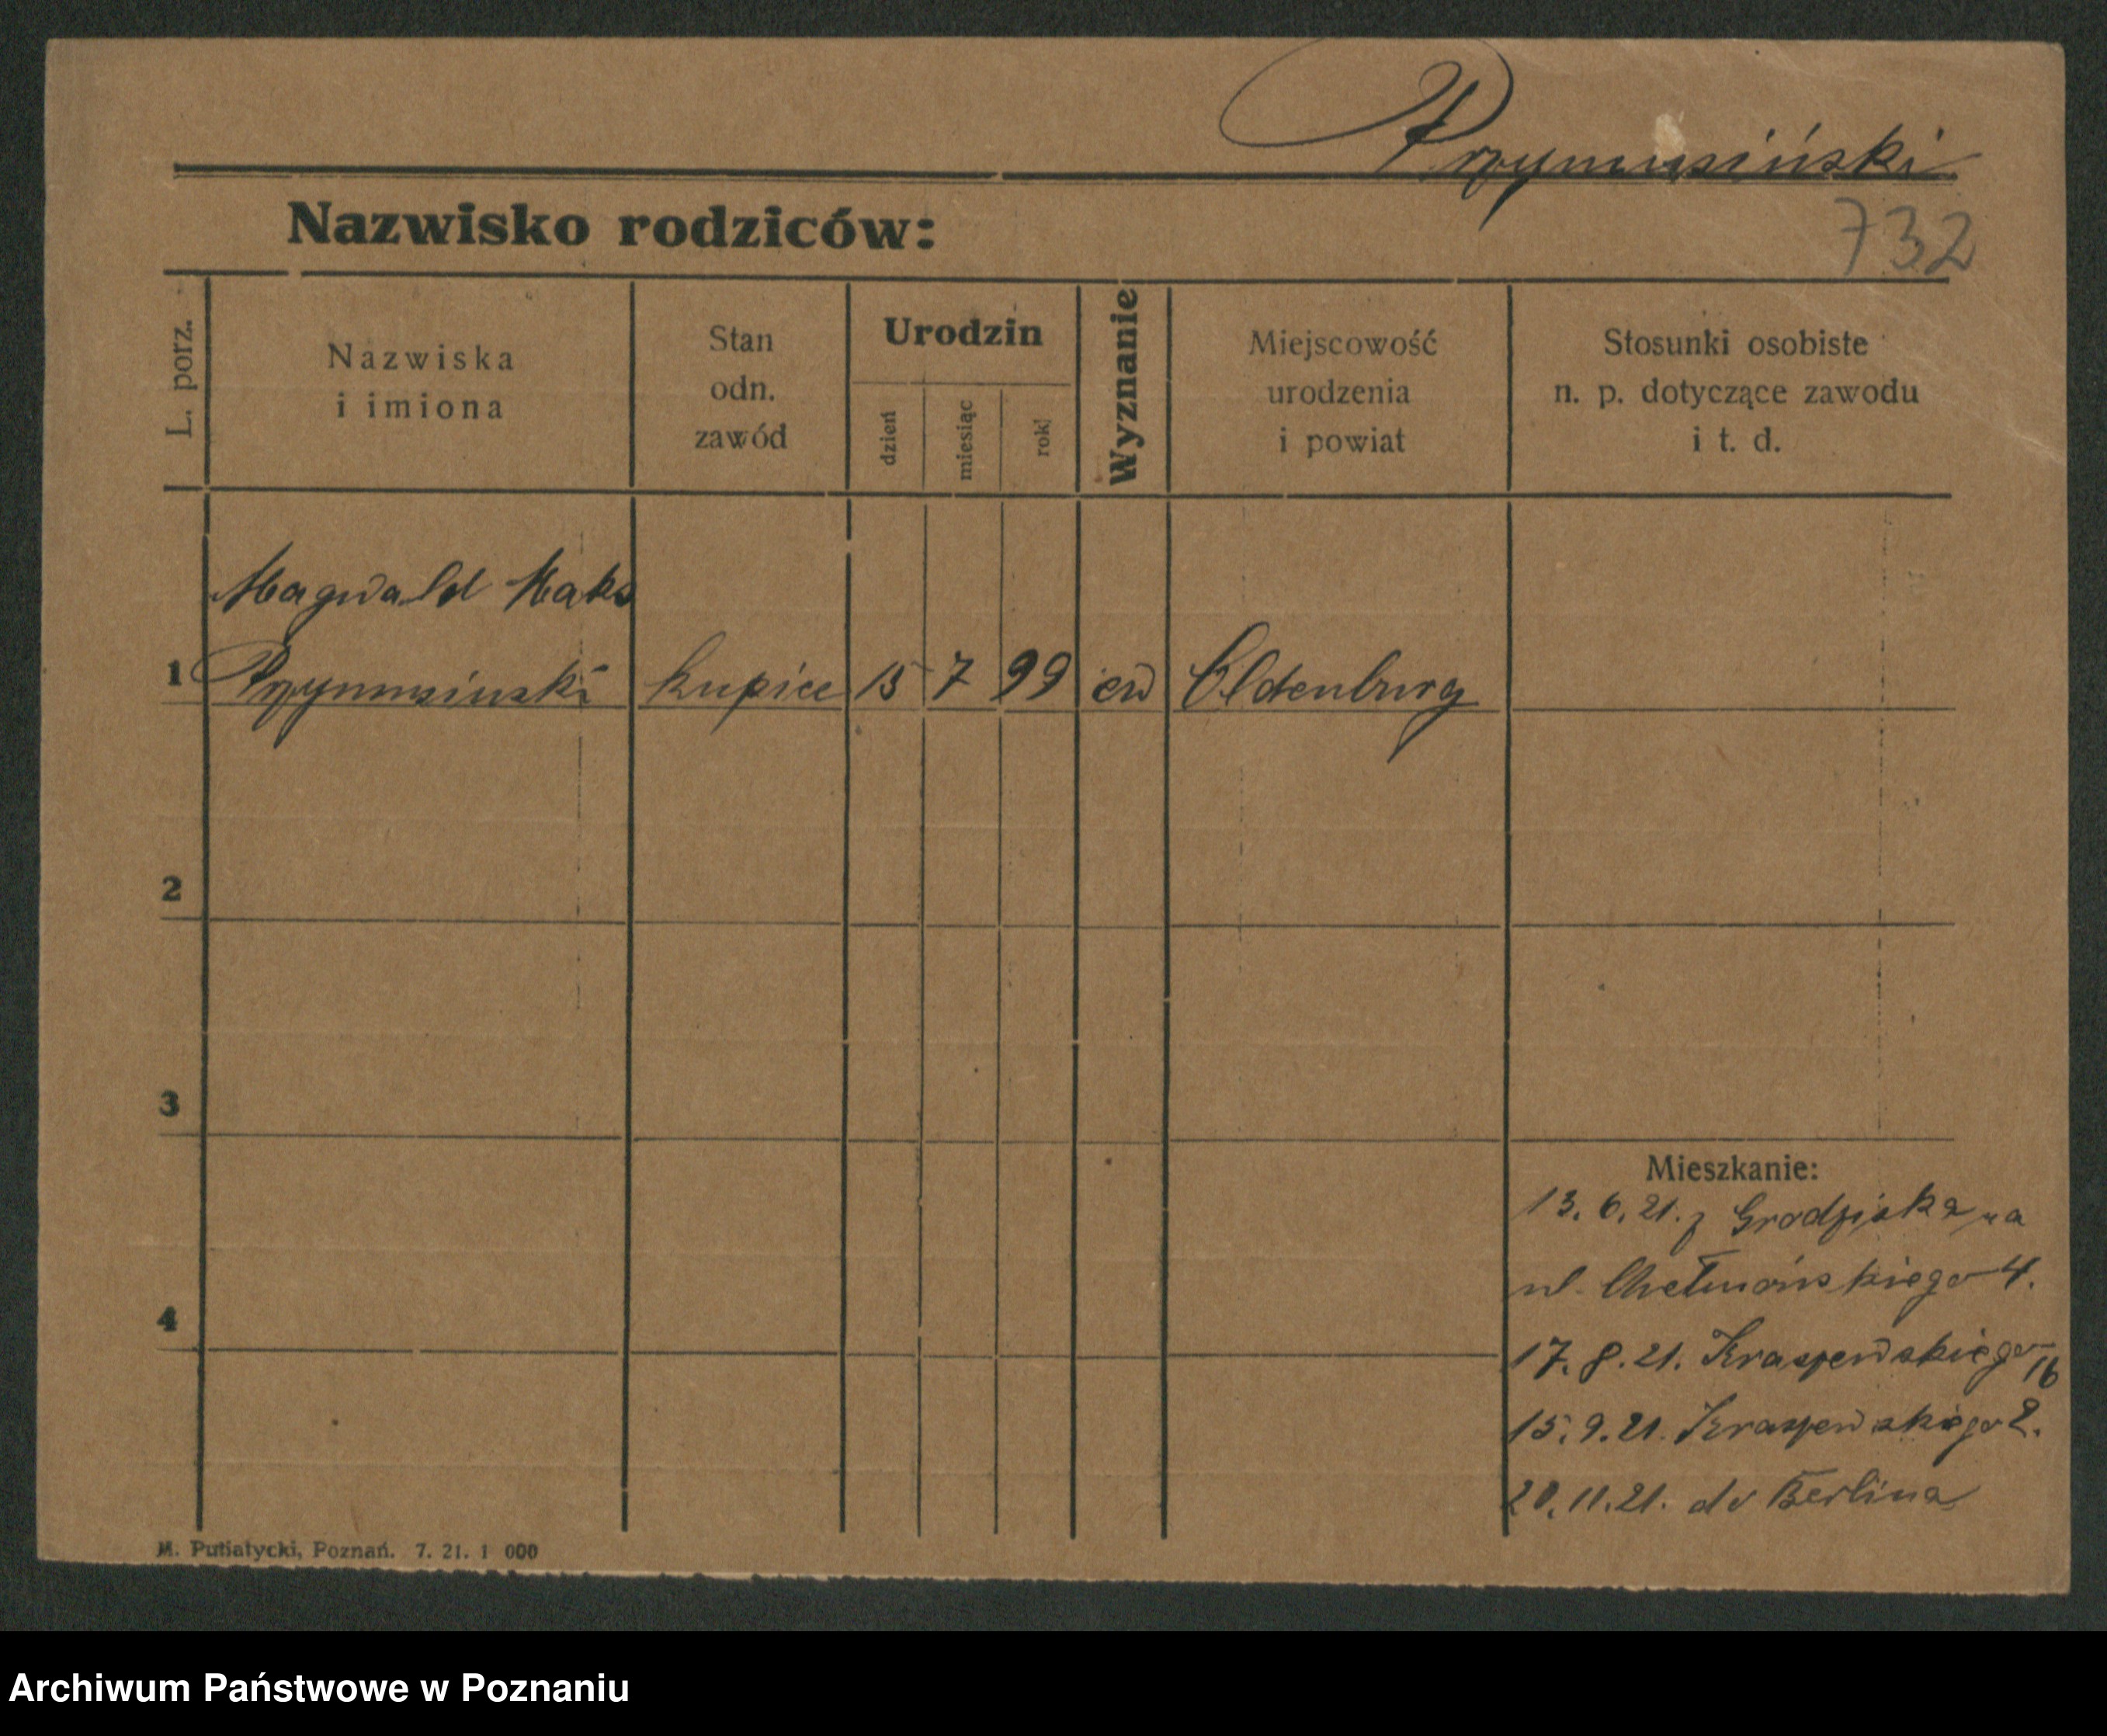 Przymusiński
Nazwisko rodziców:
732
L. porz.
Nazwiska
i imiona
Stan
odn.
zawód
Urodzin
dzień
miesiąc
rok
Wyznanie
Miejscowość
urodzenia
i powiat
Stosunki osobiste
n. p. dotyczące zawodu
i t. d.
Magwald Maks
1 Przymusinski kupiec 15 7 99 ew Oldenburg
2
3
Mieszkanie:
13. 6. 21. z Grodziska na
ul. Chełmońskiego 4.
4
17. 8. 21. Kraszewskiego 16
15. 9. 21. Kraszewskiego 2.
20. 11. 21. do Berlina
M. Putiatycki, Poznań. 7. 21. 1 000
Archiwum Państwowe w Poznaniu